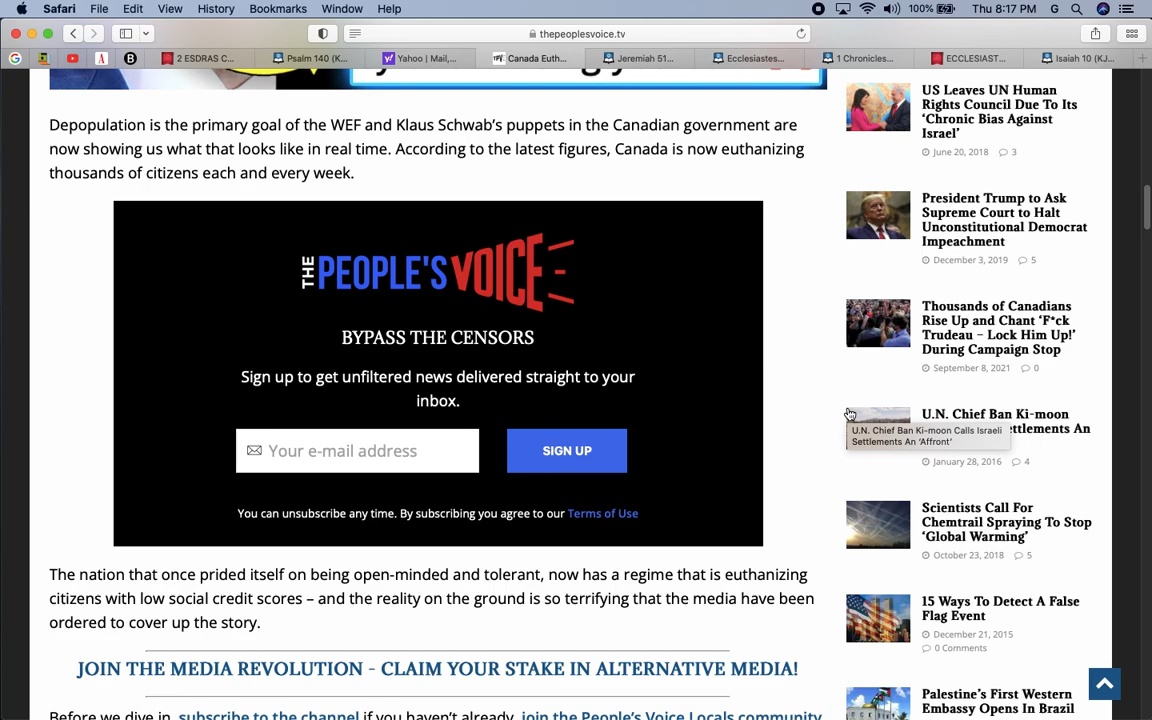 Safari File Edit View History Bookmarks Window Help 100% Thu 8:17 PM G
thepeoplesvoice.tv
2 ESDRAS C... Psalm 140 (K... Yahoo | Mail,... Canada Euth... Jeremiah 51... Ecclesiastes... 1 Chronicles... ECCLESIAST... Isaiah 10 (KJ...
Depopulation is the primary goal of the WEF and Klaus Schwab's puppets in the Canadian government are
now showing us what that looks like in real time. According to the latest figures, Canada is now euthanizing
thousands of citizens each and every week.
THE PEOPLE'S VOICE
BYPASS THE CENSORS
Sign up to get unfiltered news delivered straight to your
inbox.
Your e-mail address
SIGN UP
You can unsubscribe any time. By subscribing you agree to our Terms of Use
The nation that once prided itself on being open-minded and tolerant, now has a regime that is euthanizing
citizens with low social credit scores – and the reality on the ground is so terrifying that the media have been
ordered to cover up the story.
JOIN THE MEDIA REVOLUTION - CLAIM YOUR STAKE IN ALTERNATIVE MEDIA!
Before we dive in, subscribe to the channel if you haven't already, join the People's Voice Locals community
US Leaves UN Human
Rights Council Due To Its
'Chronic Bias Against
Israel'
June 20, 2018 3
President Trump to Ask
Supreme Court to Halt
Unconstitutional Democrat
Impeachment
December 3, 2019 5
Thousands of Canadians
Rise Up and Chant 'F*ck
Trudeau – Lock Him Up!'
During Campaign Stop
September 8, 2021 0
U.N. Chief Ban Ki-moon
ettlements An
U.N. Chief Ban Ki-moon Calls Israeli
Settlements An 'Affront'
January 28, 2016 4
Scientists Call For
Chemtrail Spraying To Stop
'Global Warming'
October 23, 2018 5
15 Ways To Detect A False
Flag Event
December 21, 2015
0 Comments
Palestine's First Western
Embassy Opens In Brazil